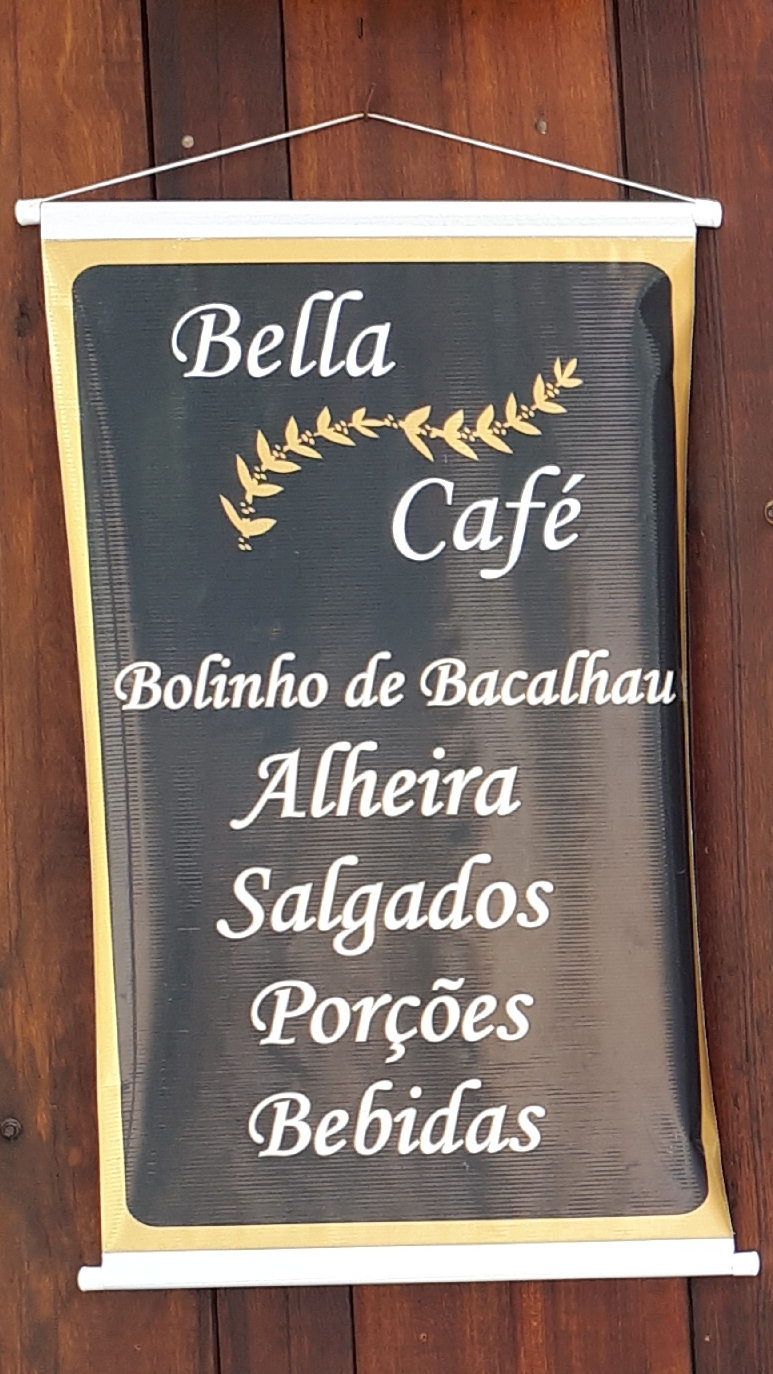 Bella
Café
Bolinho de Bacalhau
Alheira
Salgados
Porções
Bebidas